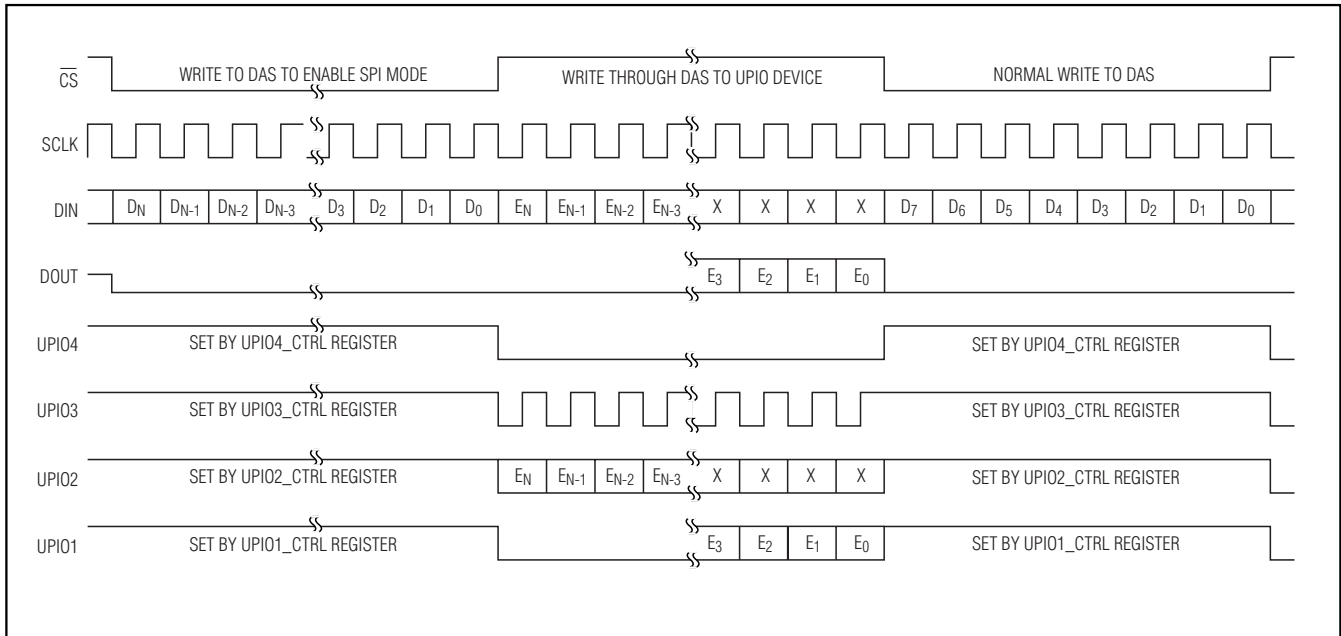 CS WRITE TO DAS TO ENABLE SPI MODE WRITE THROUGH DAS TO UPIO DEVICE NORMAL WRITE TO DAS
SCLK
DIN DN DN-1 DN-2 DN-3 D3 D2 D1 D0 EN EN-1 EN-2 EN-3 X X X X D7 D6 D5 D4 D3 D2 D1 D0
DOUT E3 E2 E1 E0
UPIO4 SET BY UPIO4_CTRL REGISTER SET BY UPIO4_CTRL REGISTER
UPIO3 SET BY UPIO3_CTRL REGISTER SET BY UPIO3_CTRL REGISTER
UPIO2 SET BY UPIO2_CTRL REGISTER EN EN-1 EN-2 EN-3 X X X X SET BY UPIO2_CTRL REGISTER
UPIO1 SET BY UPIO1_CTRL REGISTER E3 E2 E1 E0 SET BY UPIO1_CTRL REGISTER